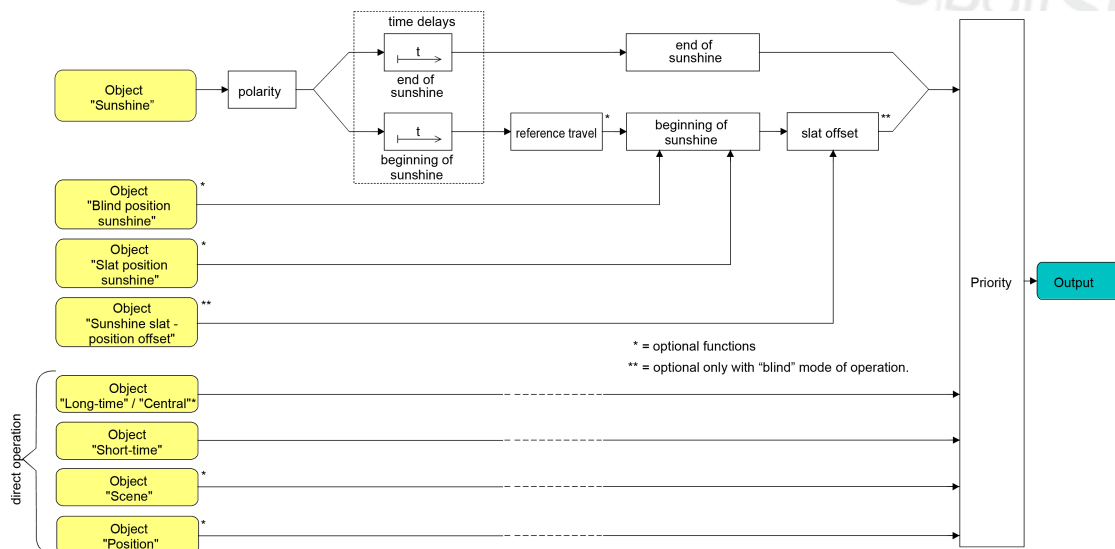 time delays
t
end of
sunshine
end of
sunshine
Object
"Sunshine"
polarity
t
beginning of
sunshine
reference travel
*
beginning of
sunshine
slat offset
**
Object
"Blind position
sunshine"
*
Object
"Slat position
sunshine"
*
Object
"Sunshine slat -
position offset"
**
Priority
Output
* = optional functions
** = optional only with “blind” mode of operation.
direct operation
Object
"Long-time" / "Central"*
Object
"Short-time"
Object
"Scene"
*
Object
"Position"
*